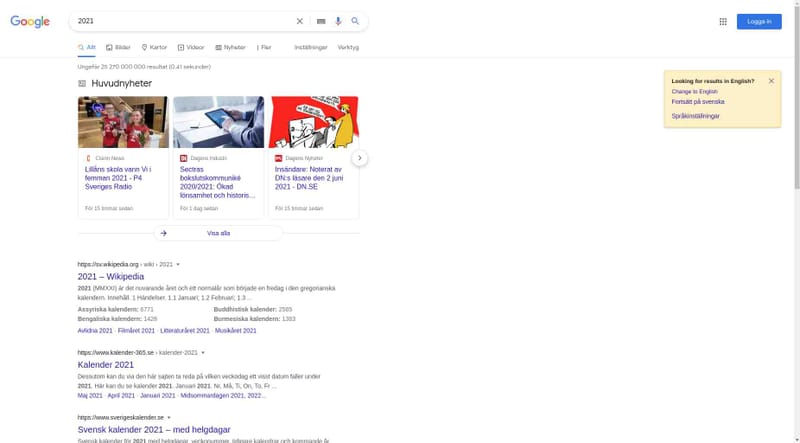 Google
2021
Logga in
Allt
Bilder
Kartor
Videor
Nyheter
Fler
Inställningar
Verktyg
Ungefär 25 270 000 000 resultat (0,41 sekunder)
Looking for results in English?
Change to English
Fortsätt på svenska
Språkinställningar
Huvudnyheter
Lillåns skola vann Vi i
femman 2021 - P4
Sveriges Radio
För 15 timmar sedan
Dagens Industri
Sectras
bokslutskommuniké
2020/2021: Ökad
lönsamhet och historis...
För 1 dag sedan
Dagens Nyheter
Insändare: Noterat av
DN:s läsare den 2 juni
2021 - DN.SE
För 15 timmar sedan
Visa alla
https://sv.wikipedia.org › wiki › 2021
2021 – Wikipedia
2021 (MMXXI) är det nuvarande året och ett normalår som började en fredag i den gregorianska
kalendern. Innehåll. 1 Händelser. 1.1 Januari; 1.2 Februari; 1.3 ...
Assyriska kalendern: 6771
Buddhistisk kalender: 2565
Bengaliska kalendern: 1428
Burmesiska kalendern: 1383
Avlidna 2021 · Filmåret 2021 · Litteraturåret 2021 · Musikåret 2021
https://www.kalender-365.se › kalender-2021
Kalender 2021
Dessutom kan du via den här sajten ta reda på vilken veckodag ett visst datum faller under
2021. Här kan du se kalender 2021. Januari 2021. Nr, Må, Ti, On, To, Fr ...
Maj 2021 · April 2021 · Januari 2021 · Midsommardagen 2021, 2022...
https://www.sverigeskalender.se
Svensk kalender 2021 – med helgdagar
Svensk kalender för 2021 med helgdagar, veckonummer, tidigare kalendrar och kommande år.